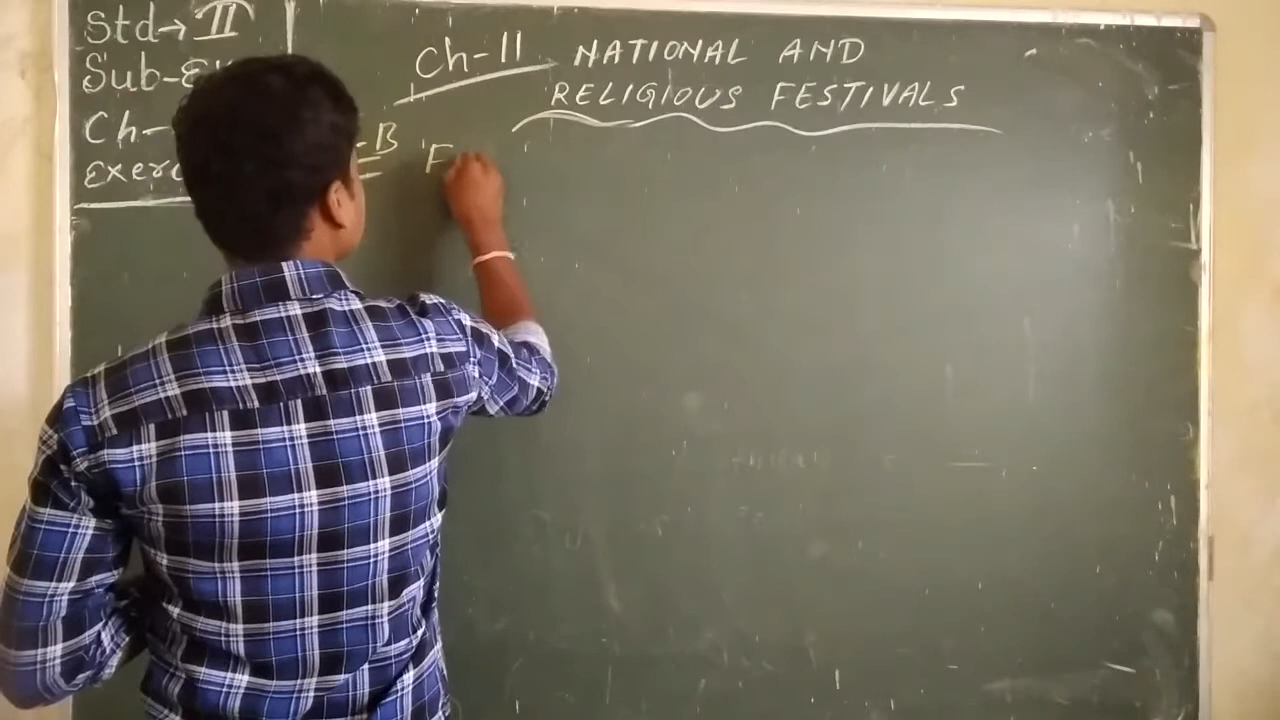 Std→ II
Sub-
Ch-
Exerc
Ch-11 NATIONAL AND
RELIGIOUS FESTIVALS
-B F